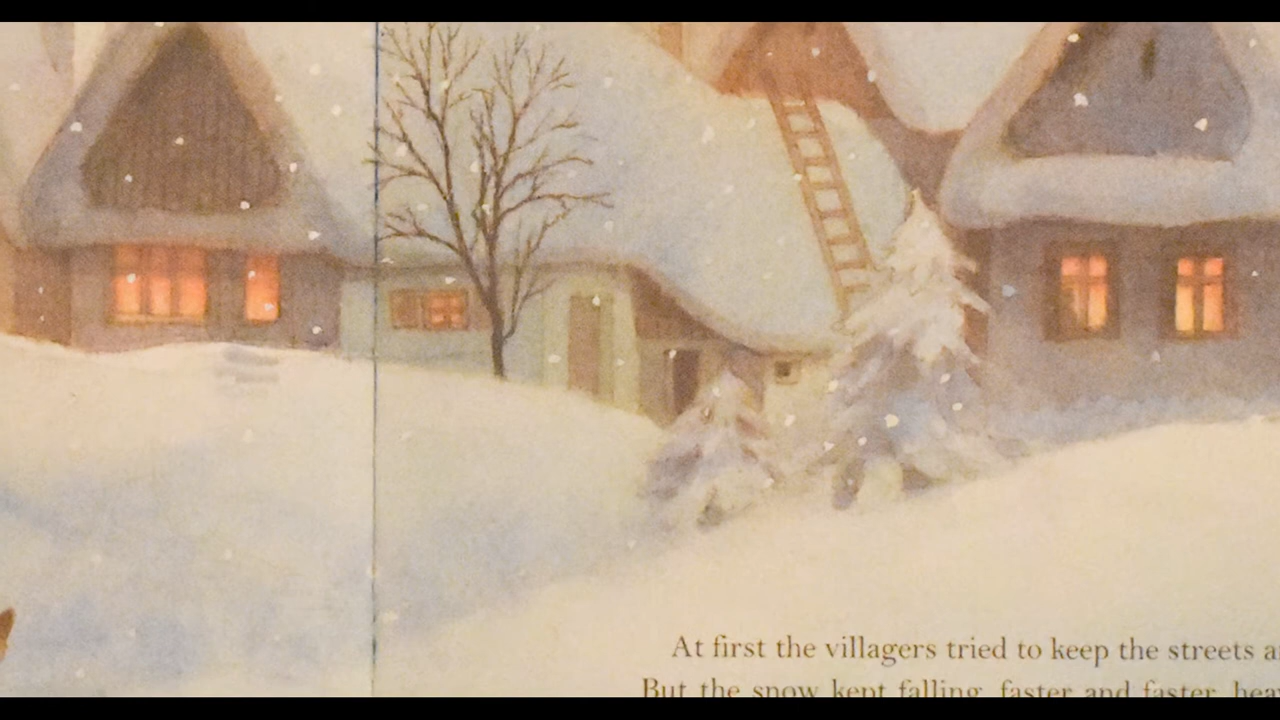 At first the villagers tried to keep the streets
But the snow kept falling, faster and faster,